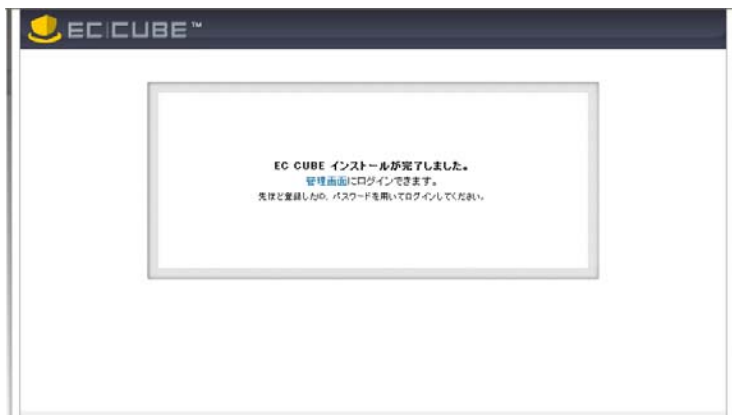 EC CUBE™
EC CUBE インストールが完了しました。
管理画面にログインできます。
先ほど登録したID、パスワードを用いてログインしてください。